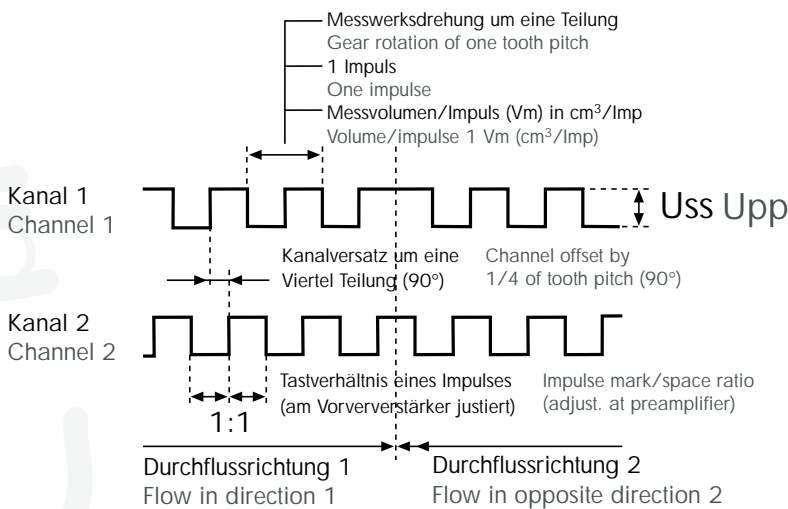 Messwerksdrehung um eine Teilung
Gear rotation of one tooth pitch
1 Impuls
One impulse
Messvolumen/Impuls (Vm) in cm³/Imp
Volume/impulse 1 Vm (cm³/Imp)
Kanal 1
Channel 1
Uss Upp
Kanalversatz um eine
Viertel Teilung (90°)
Channel offset by
1/4 of tooth pitch (90°)
Kanal 2
Channel 2
Tastverhältnis eines Impulses
(am Vorververstärker justiert)
Impulse mark/space ratio
(adjust. at preamplifier)
1:1
Durchflussrichtung 1
Flow in direction 1
Durchflussrichtung 2
Flow in opposite direction 2